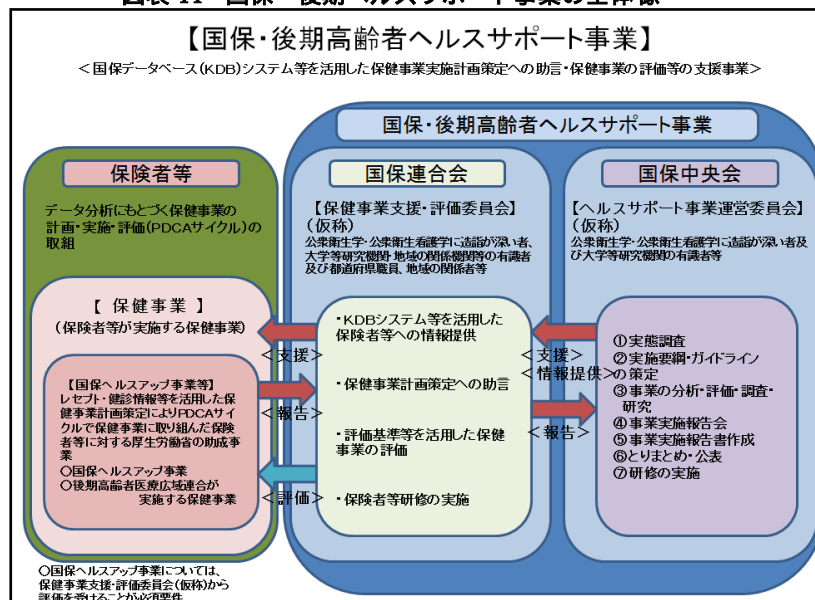 【国保・後期高齢者ヘルスサポート事業】
＜国保データベース(KDB)システム等を活用した保健事業実施計画策定への助言・保健事業の評価等の支援事業＞
国保・後期高齢者ヘルスサポート事業
保険者等
データ分析にもとづく保健事業の
計画・実施・評価(PDCAサイクル)の
取組
【 保健事業 】
(保険者等が実施する保健事業)
【国保ヘルスアップ事業等】
レセプト・健診情報等を活用した保
健事業計画策定によりPDCAサイ
クルで保健事業に取り組んだ保険
者等に対する厚生労働省の助成事
業
○国保ヘルスアップ事業
○後期高齢者医療広域連合が
実施する保健事業
○国保ヘルスアップ事業については、
保健事業支援・評価委員会(仮称)から
評価を受けることが必須要件
＜支援＞
＜報告＞
＜評価＞
国保連合会
【保健事業支援・評価委員会】
(仮称)
公衆衛生学・公衆衛生看護学に造詣が深い者、
大学等研究機関・地域の関係機関等の有識者
及び都道府県職員、地域の関係者等
・KDBシステム等を活用した
保険者等への情報提供
・保健事業計画策定への助言
・評価基準等を活用した保健
事業の評価
・保険者等研修の実施
＜支援＞
＜情報提供＞
＜報告＞
国保中央会
【ヘルスサポート事業運営委員会】
(仮称)
公衆衛生学・公衆衛生看護学に造詣が深い者及
び大学等研究機関の有識者等
①実態調査
②実施要綱・ガイドライン
の策定
③事業の分析・評価・調査・
研究
④事業実施報告会
⑤事業実施報告書作成
⑥とりまとめ・公表
⑦研修の実施